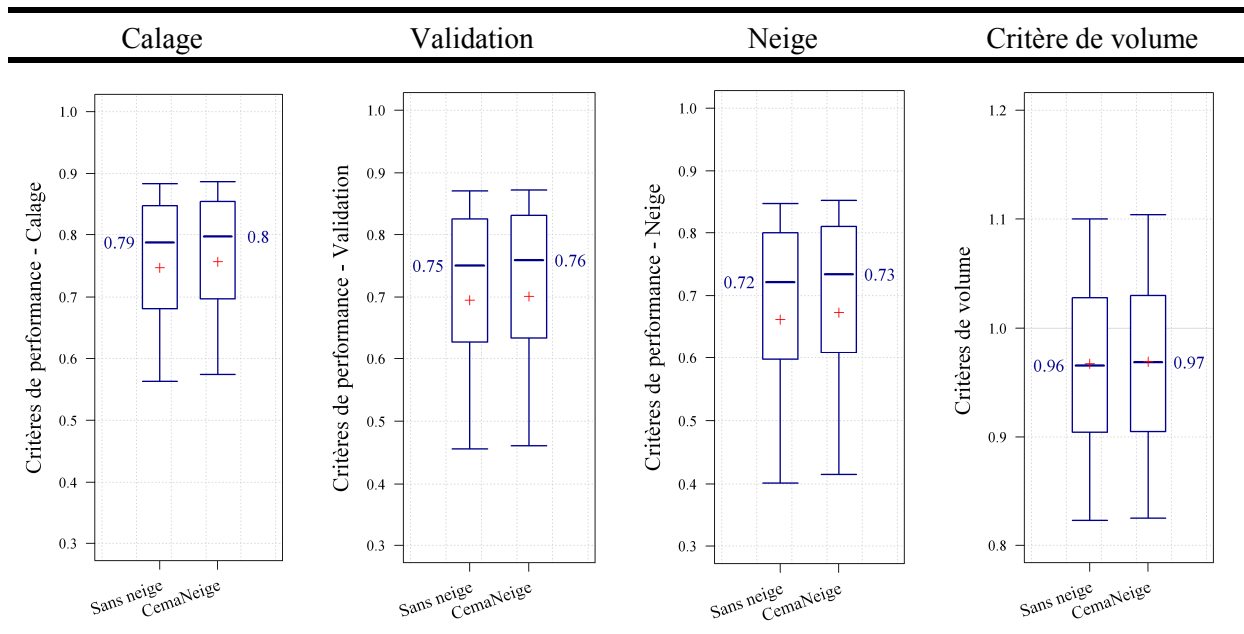 Calage
Validation
Neige
Critère de volume
Critères de performance - Calage
1.0
0.9
0.8
0.7
0.6
0.5
0.4
0.3
0.79
0.8
Sans neige
CemaNeige
Critères de performance - Validation
1.0
0.9
0.8
0.7
0.6
0.5
0.4
0.3
0.75
0.76
Sans neige
CemaNeige
Critères de performance - Neige
1.0
0.9
0.8
0.7
0.6
0.5
0.4
0.3
0.72
0.73
Sans neige
CemaNeige
Critères de volume
1.2
1.1
1.0
0.9
0.8
0.96
0.97
Sans neige
CemaNeige